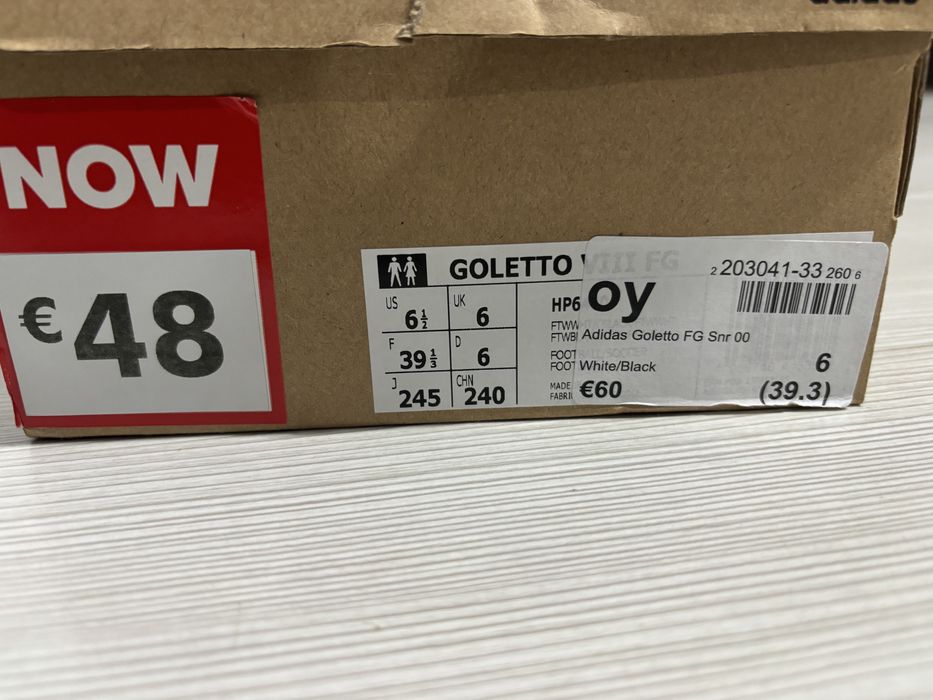 NOW
€48
GOLETTO VIII FG
US 6½ UK 6
F 39⅓ D 6
J 245 CHN 240
HP6
FTWW
FTWB
FOOTBALL/SOCCER
FOOT
MADE
FABRI
2 203041-33 260 6
oy
Adidas Goletto FG Snr 00
White/Black
6
€60
(39.3)